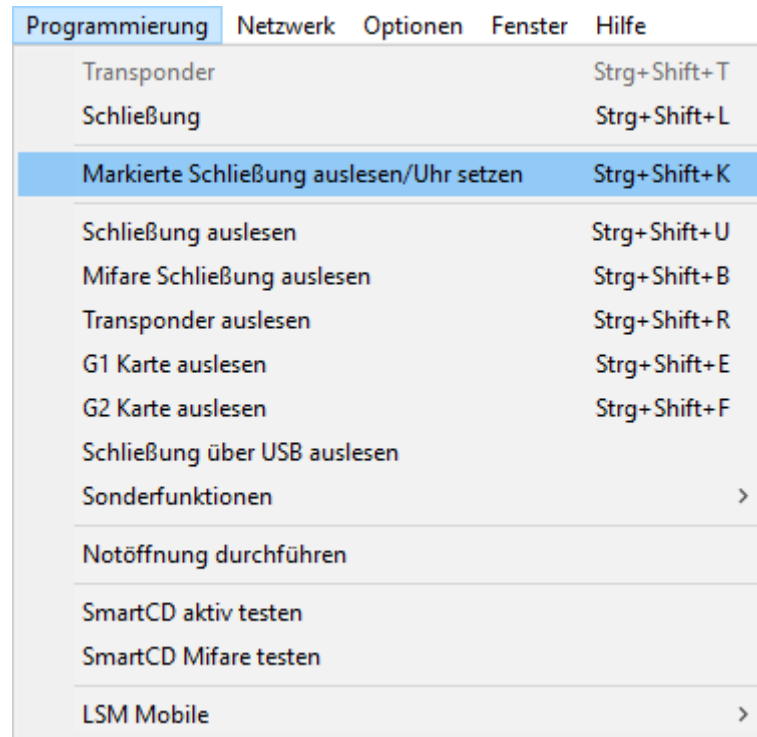 Programmierung Netzwerk Optionen Fenster Hilfe
Transponder Strg+Shift+T
Schließung Strg+Shift+L
Markierte Schließung auslesen/Uhr setzen Strg+Shift+K
Schließung auslesen Strg+Shift+U
Mifare Schließung auslesen Strg+Shift+B
Transponder auslesen Strg+Shift+R
G1 Karte auslesen Strg+Shift+E
G2 Karte auslesen Strg+Shift+F
Schließung über USB auslesen
Sonderfunktionen
Notöffnung durchführen
SmartCD aktiv testen
SmartCD Mifare testen
LSM Mobile